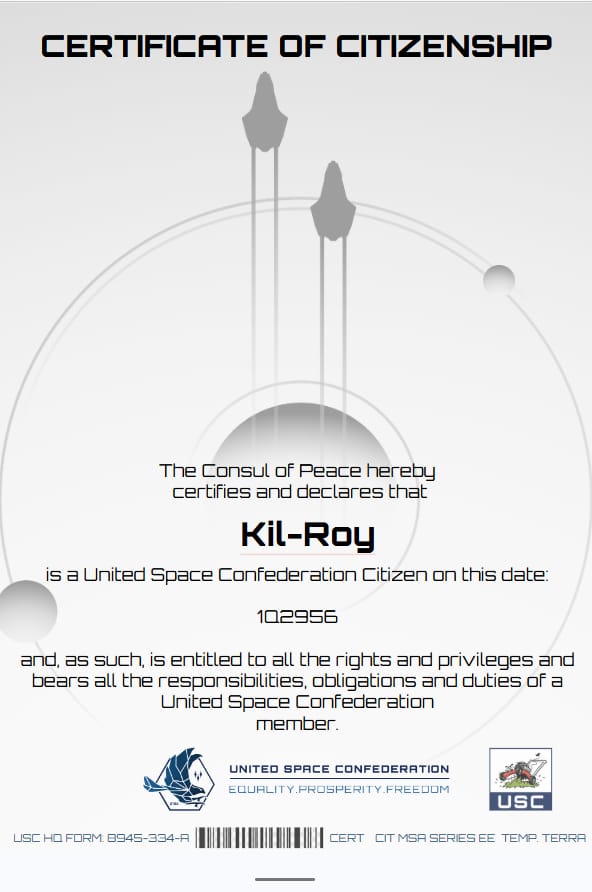 CERTIFICATE OF CITIZENSHIP
The Consul of Peace hereby
certifies and declares that
Kil-Roy
is a United Space Confederation Citizen on this date:
1Q2956
and, as such, is entitled to all the rights and privileges and
bears all the responsibilities, obligations and duties of a
United Space Confederation
member.
UNITED SPACE CONFEDERATION
EQUALITY.PROSPERITY.FREEDOM
USC
USC HQ FORM: 8945-334-A CERT CIT MSA SERIES EE TEMP. TERRA